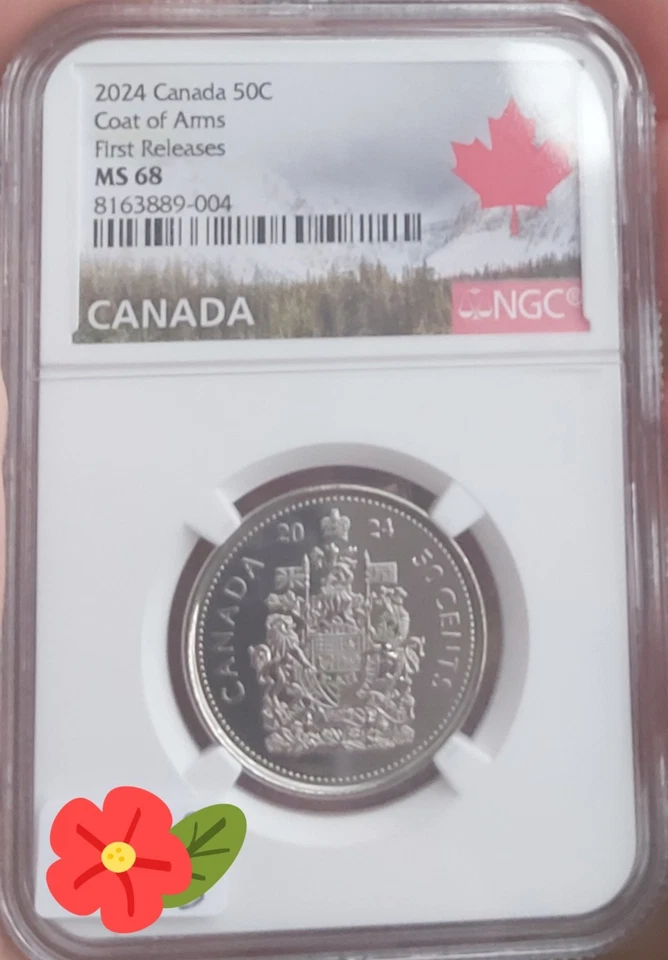 2024 Canada 50C
Coat of Arms
First Releases
MS 68
8163889-004
CANADA
NGC®
20 24
CANADA
50 CENTS